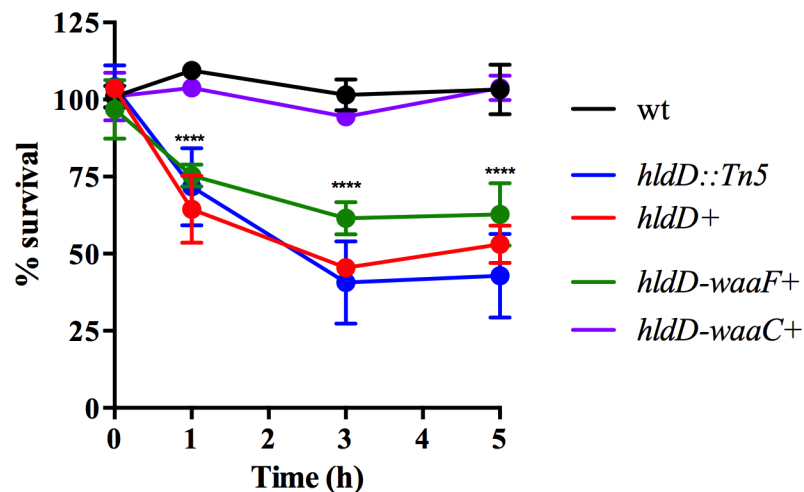 125
100
75
50
25
0
% survival
****
****
****
0 1 2 3 4 5
Time (h)
wt
hldD::Tn5
hldD+
hldD-waaF+
hldD-waaC+